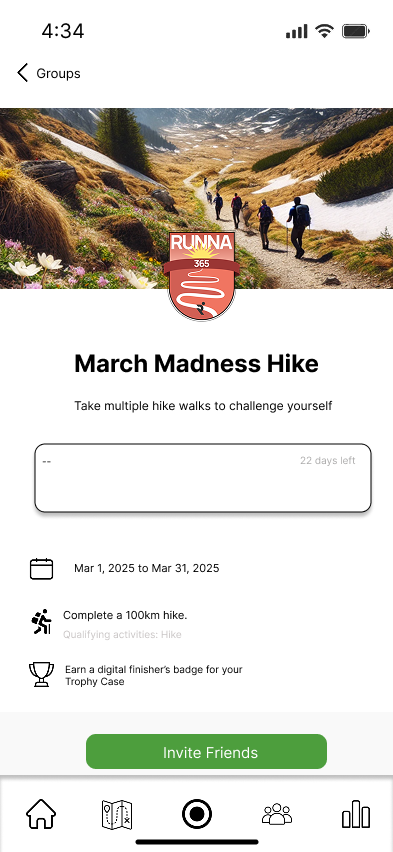 4:34
Groups
RUNNA
365
March Madness Hike
Take multiple hike walks to challenge yourself
-- 22 days left
Mar 1, 2025 to Mar 31, 2025
Complete a 100km hike.
Qualifying activities: Hike
Earn a digital finisher's badge for your
Trophy Case
Invite Friends